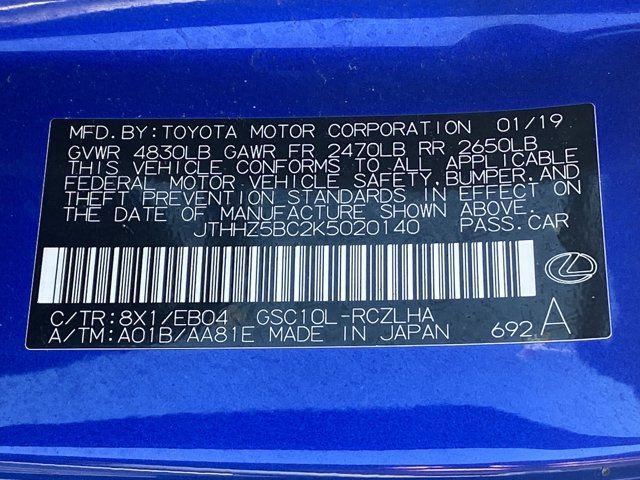 MFD. BY: TOYOTA MOTOR CORPORATION 01/19
GVWR 4830LB GAWR FR 2470LB RR 2650LB
THIS VEHICLE CONFORMS TO ALL APPLICABLE
FEDERAL MOTOR VEHICLE SAFETY, BUMPER, AND
THEFT PREVENTION STANDARDS IN EFFECT ON
THE DATE OF MANUFACTURE SHOWN ABOVE.
JTHHZ5BC2K5020140 PASS. CAR
C/TR: 8X1/EB04 GSC10L-RCZLHA
A/TM: A01B/AA81E MADE IN JAPAN 692 A